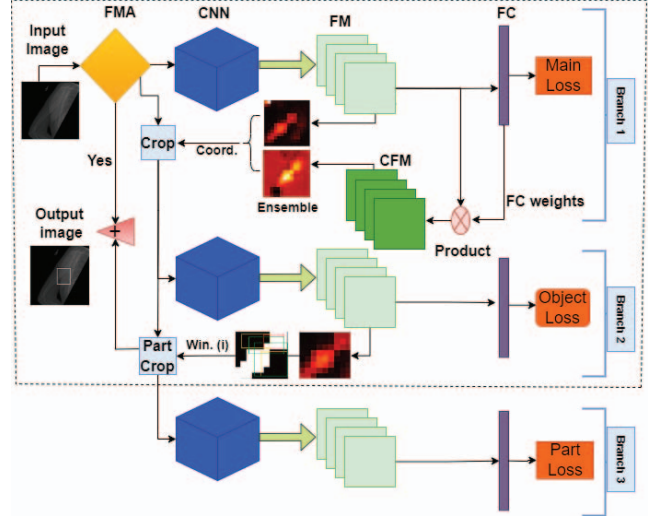 FMA
CNN
FM
FC
Input
Image
Main
Loss
Branch 1
Crop
Coord.
Yes
CFM
Ensemble
FC weights
Product
Output
image
+
Object
Loss
Branch 2
Part
Crop
Win. (i)
Part
Loss
Branch 3